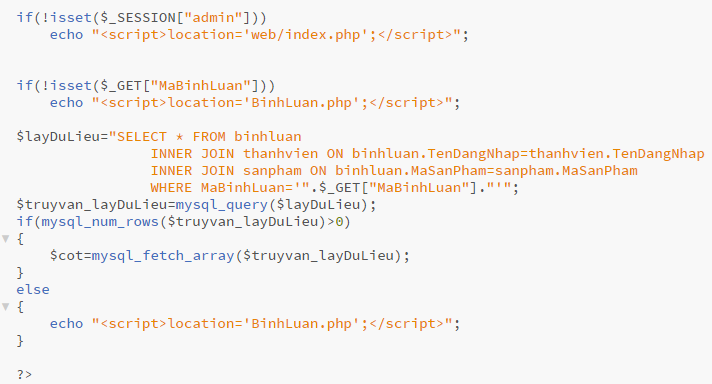 if(!isset($_SESSION["admin"]))
    echo "<script>location='web/index.php';</script>";
if(!isset($_GET["MaBinhLuan"]))
    echo "<script>location='BinhLuan.php';</script>";
$layDuLieu="SELECT * FROM binhluan
                INNER JOIN thanhvien ON binhluan.TenDangNhap=thanhvien.TenDangNhap
                INNER JOIN sanpham ON binhluan.MaSanPham=sanpham.MaSanPham
                WHERE MaBinhLuan='".$_GET["MaBinhLuan"]."'";
$truyvan_layDuLieu=mysql_query($layDuLieu);
if(mysql_num_rows($truyvan_layDuLieu)>0)
{
    $cot=mysql_fetch_array($truyvan_layDuLieu);
}
else
{
    echo "<script>location='BinhLuan.php';</script>";
}
?>